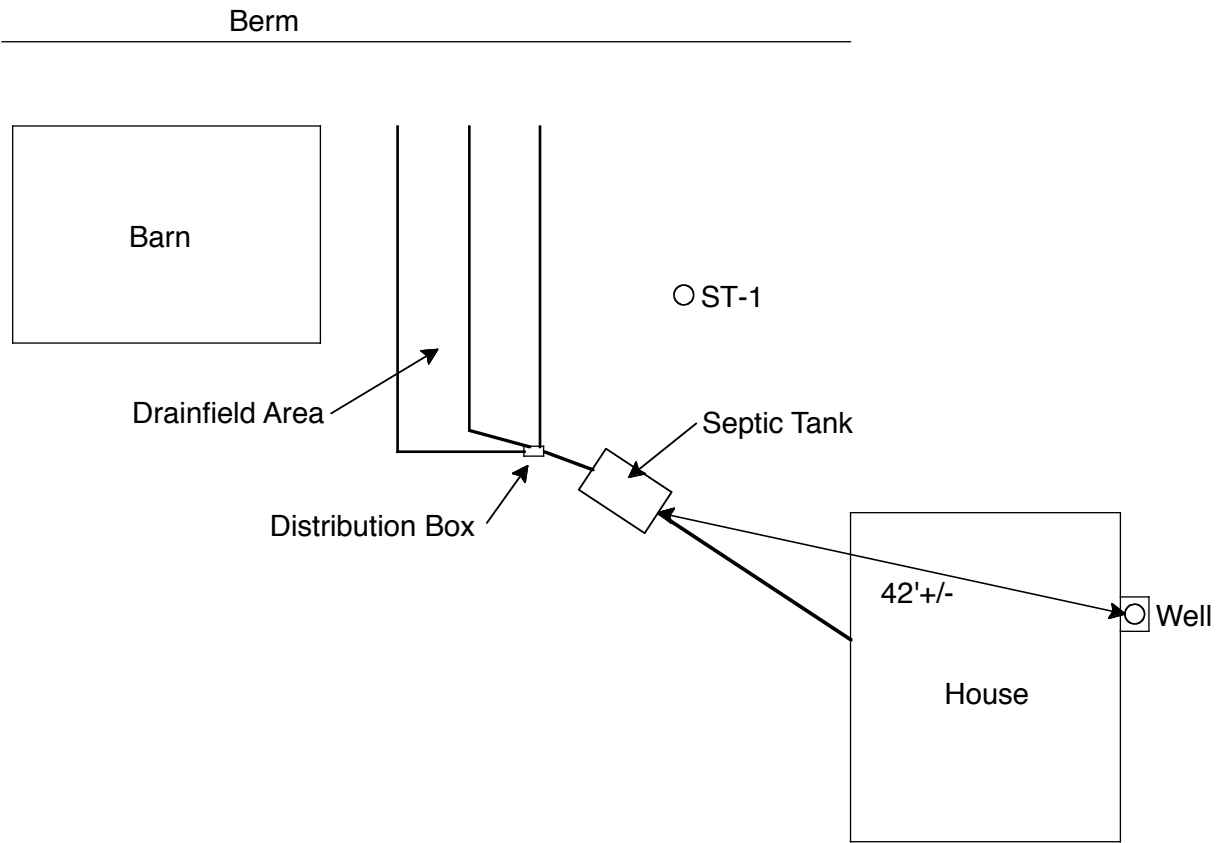 Berm
Barn
ST-1
Drainfield Area
Septic Tank
Distribution Box
42'+/-
Well
House